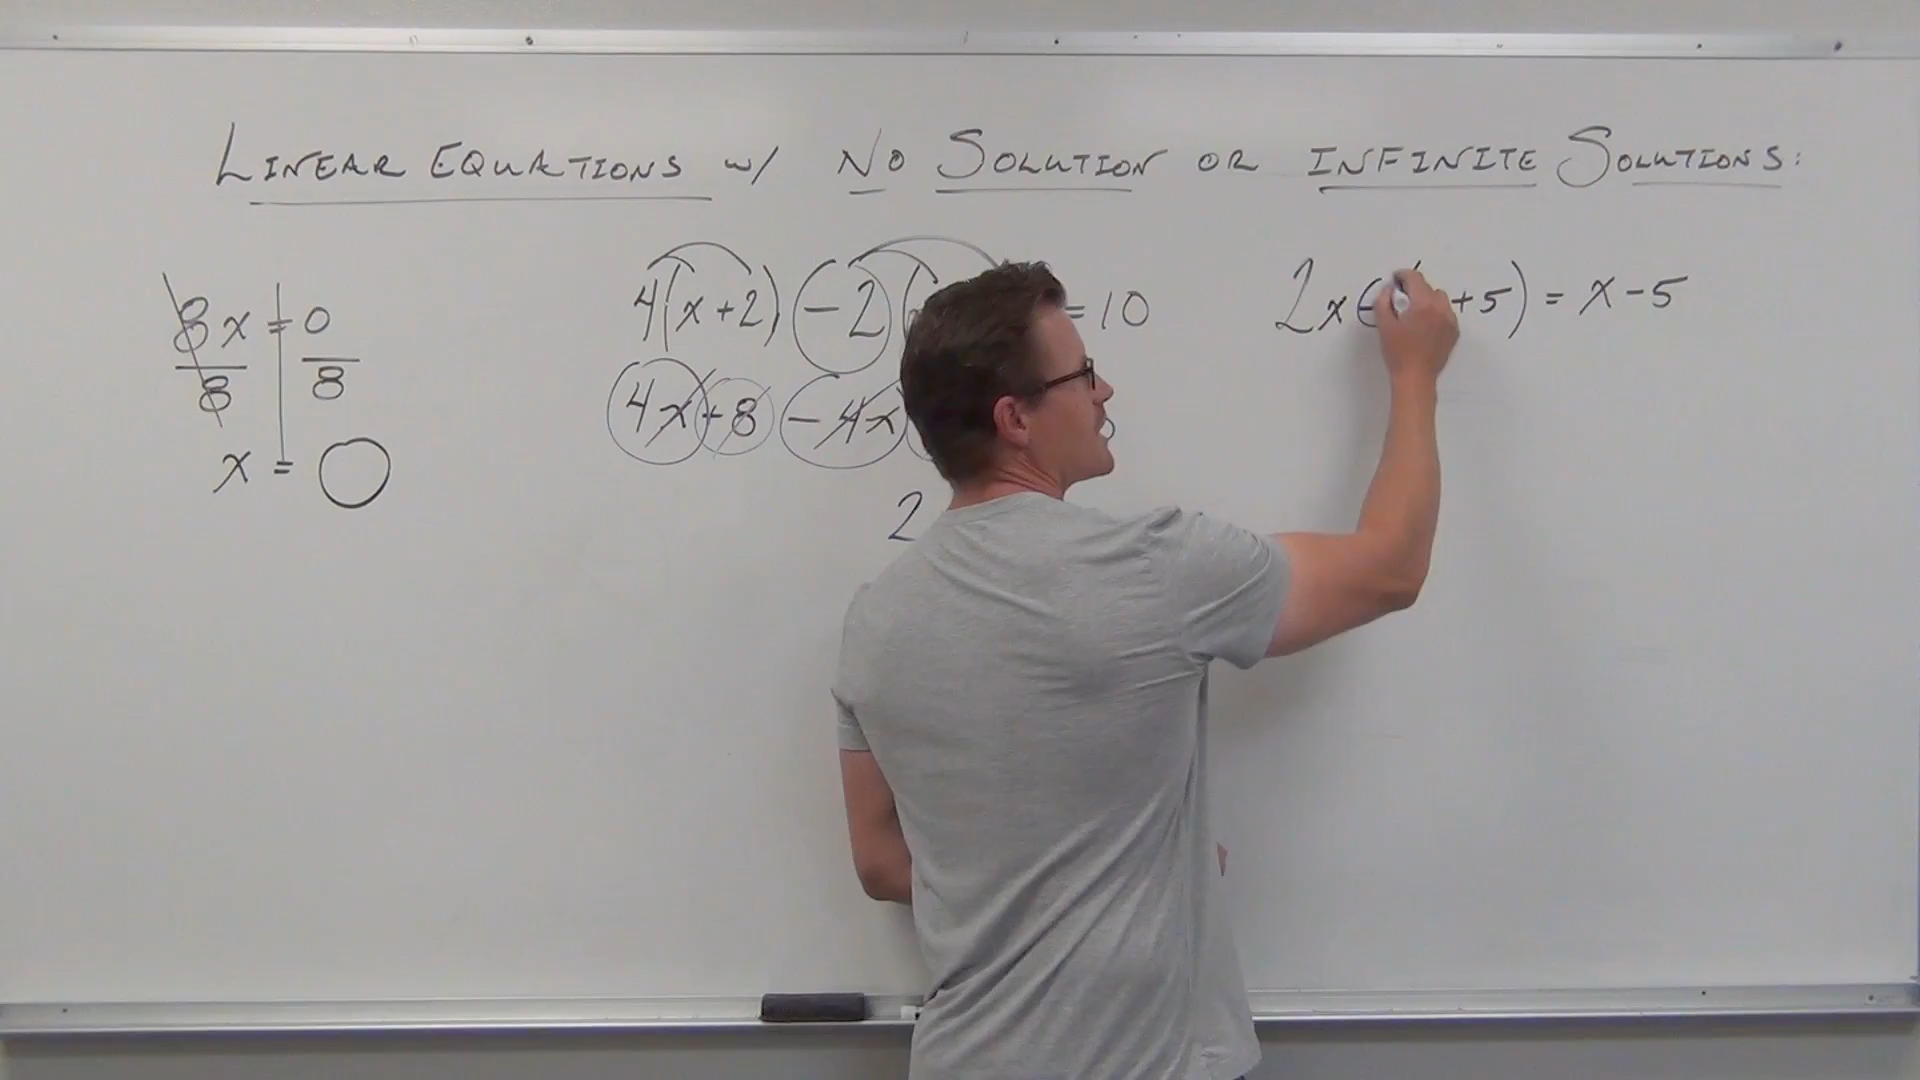 LINEAR EQUATIONS w/ NO SOLUTION OR INFINITE SOLUTIONS:
8x = 0
8 8
x = 0
4(x+2) -2( = 10
4x+8 -4x
2
2x-( +5) = x-5